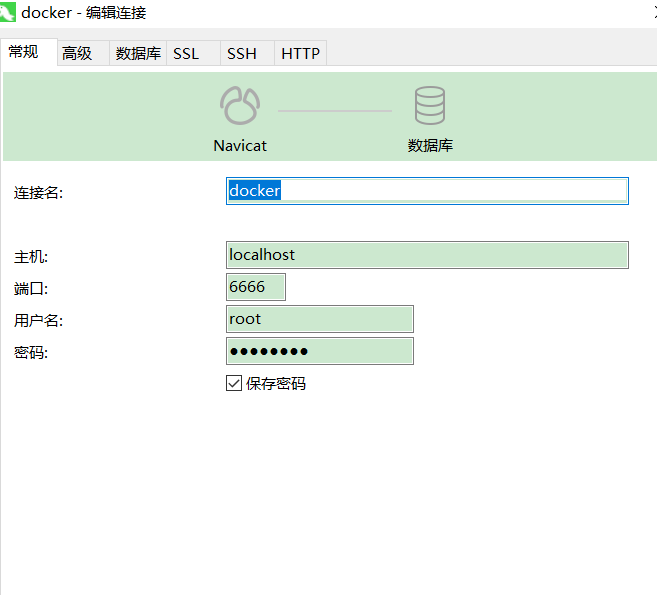 docker - 编辑连接
常规 高级 数据库 SSL SSH HTTP
Navicat 数据库
连接名: docker
主机: localhost
端口: 6666
用户名: root
密码: ●●●●●●●●
保存密码